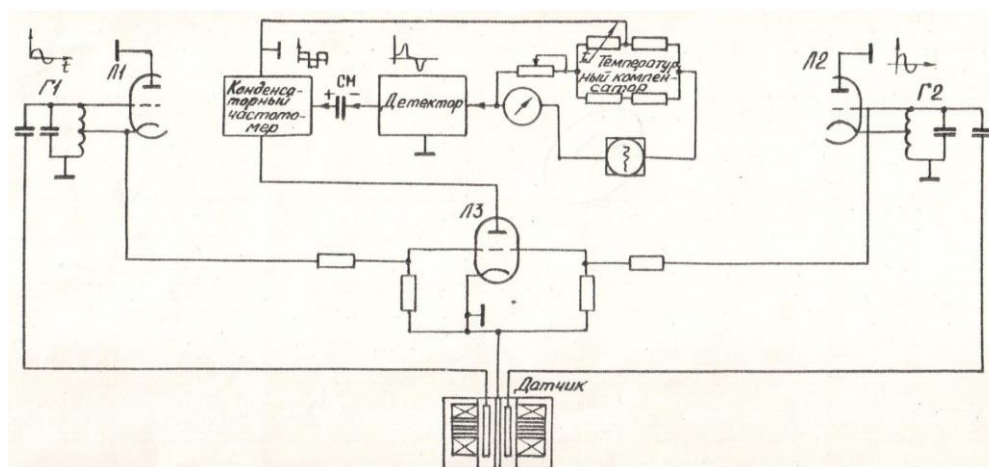 t
Г1
Л1
Конденса-
торный
частото-
мер
+ СМ -
Детектор
Температур-
ный компен-
сатор
Л2
Г2
Л3
Датчик